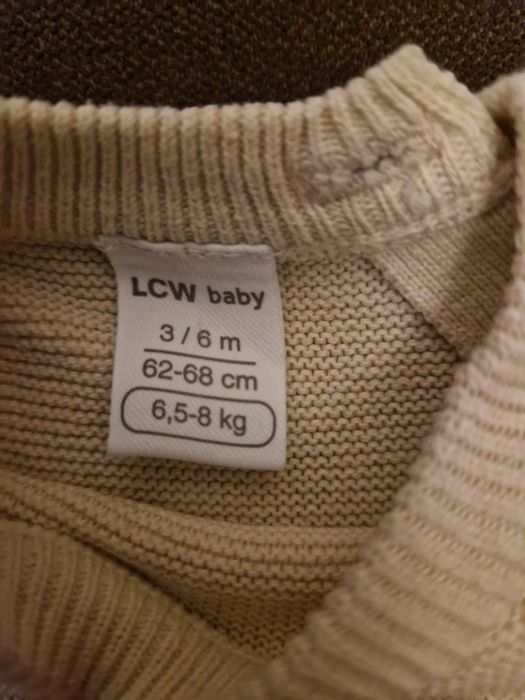 LCW baby
3 / 6 m
62-68 cm
6,5-8 kg